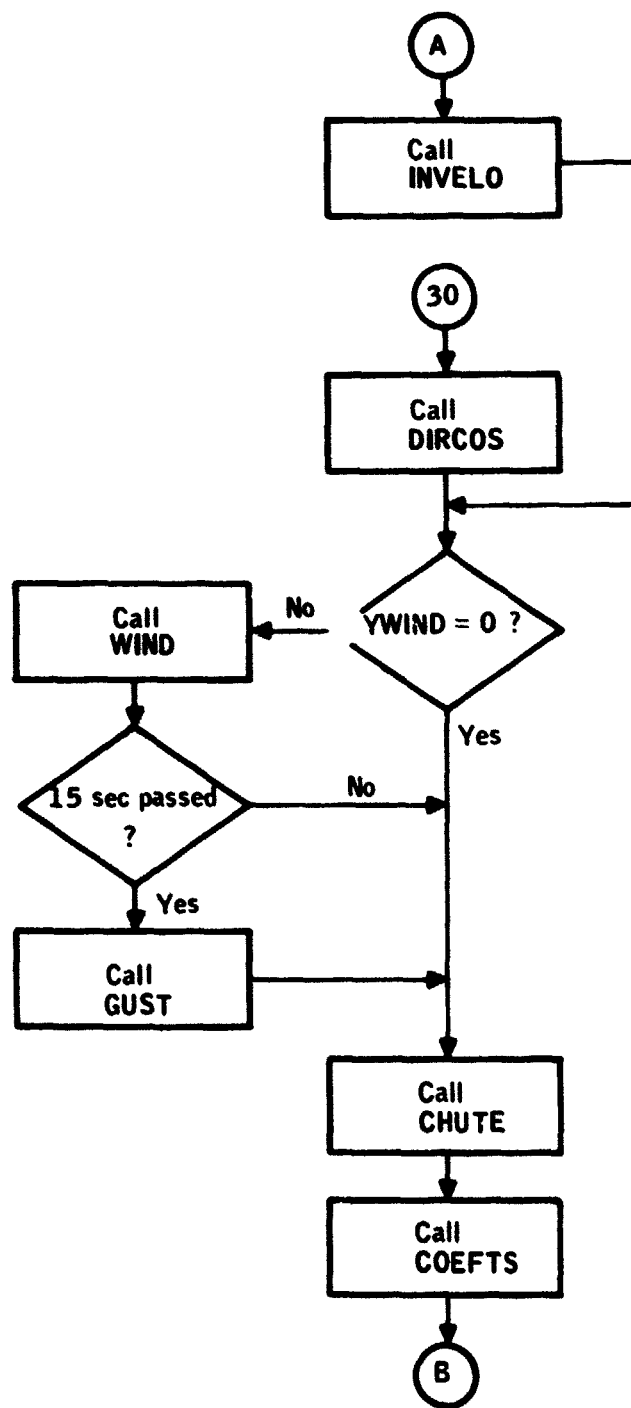 A
Call
INVELO
30
Call
DIRCOS
YWIND = 0 ?
No
Call
WIND
Yes
15 sec passed
?
No
Yes
Call
GUST
Call
CHUTE
Call
COEFTS
B